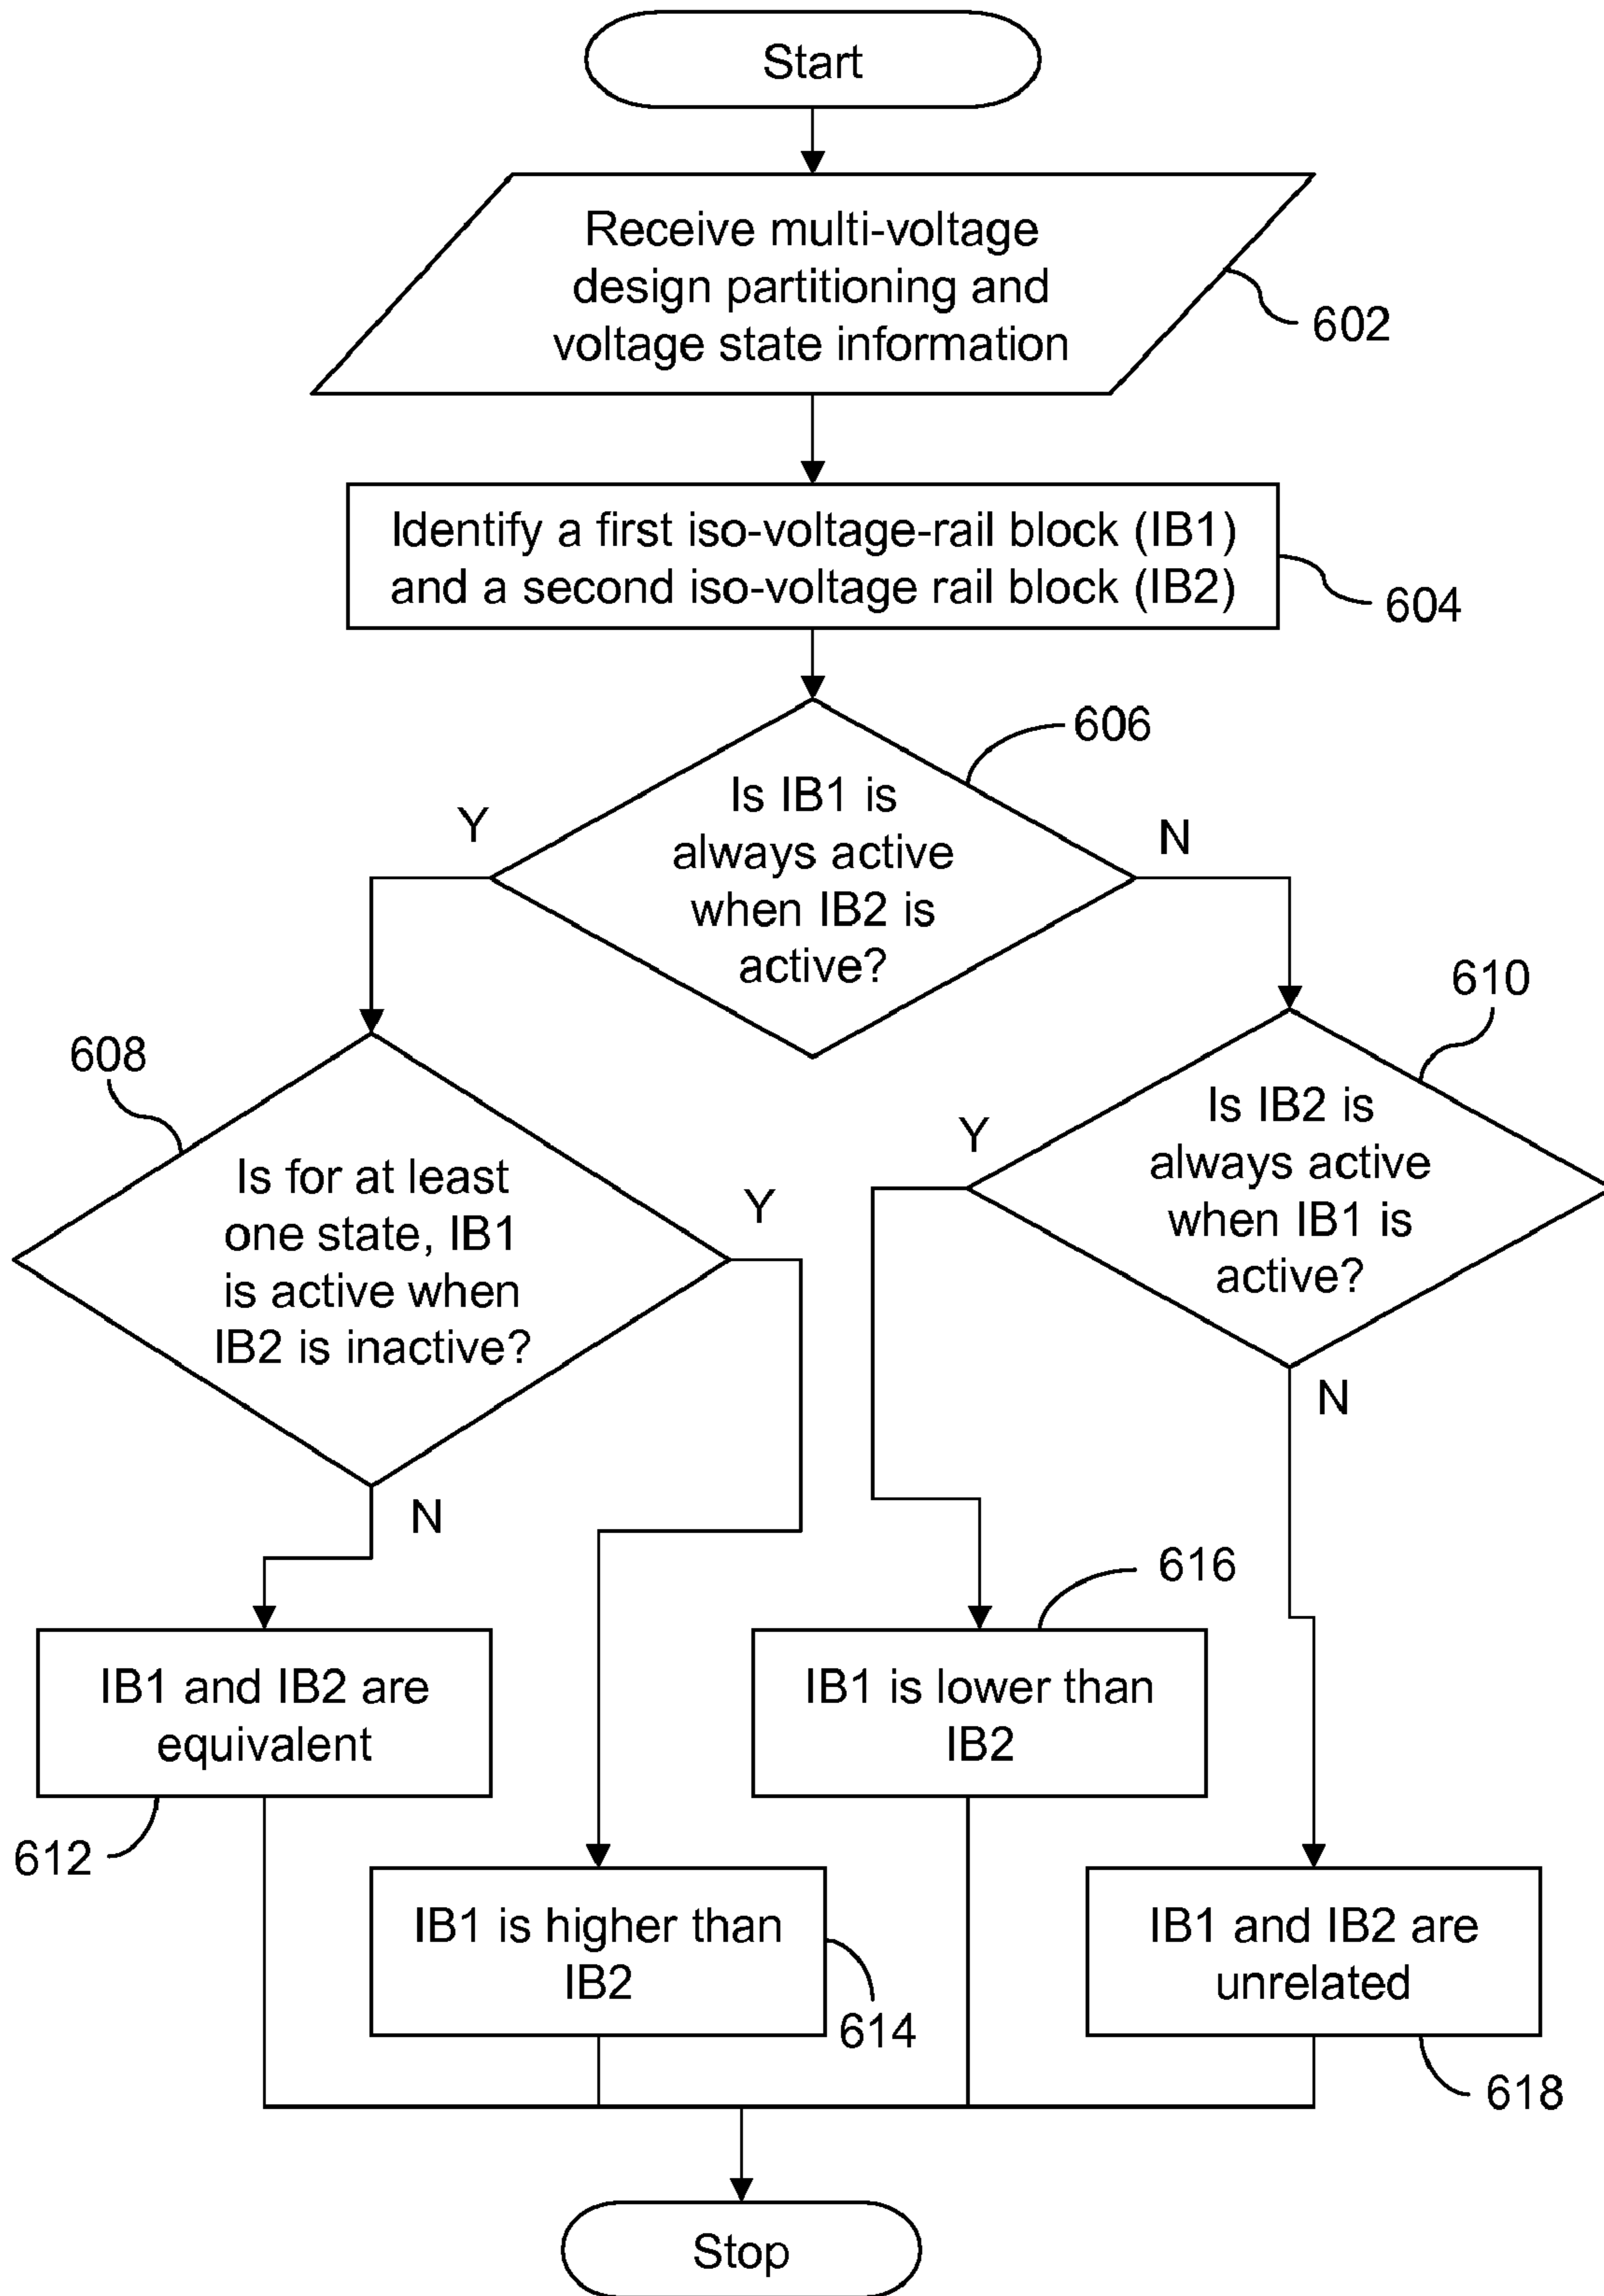 Start
Receive multi-voltage
design partitioning and
voltage state information
602
Identify a first iso-voltage-rail block (IB1)
and a second iso-voltage rail block (IB2)
604
606
Is IB1 is
always active
when IB2 is
active?
Y
N
608
Is for at least
one state, IB1
is active when
IB2 is inactive?
Y
N
610
Is IB2 is
always active
when IB1 is
active?
Y
N
IB1 and IB2 are
equivalent
612
IB1 is higher than
IB2
614
616
IB1 is lower than
IB2
IB1 and IB2 are
unrelated
618
Stop